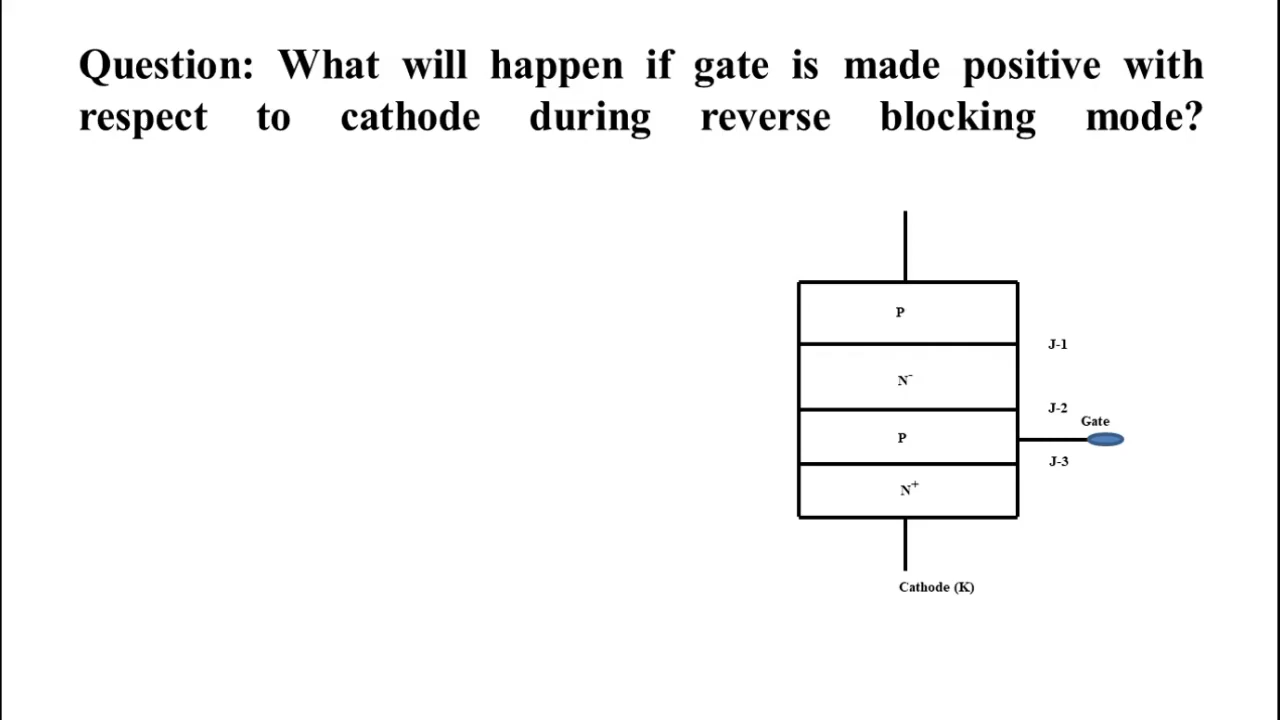 Question: What will happen if gate is made positive with
respect to cathode during reverse blocking mode?
P
J-1
N⁻
J-2
Gate
P
J-3
N⁺
Cathode (K)